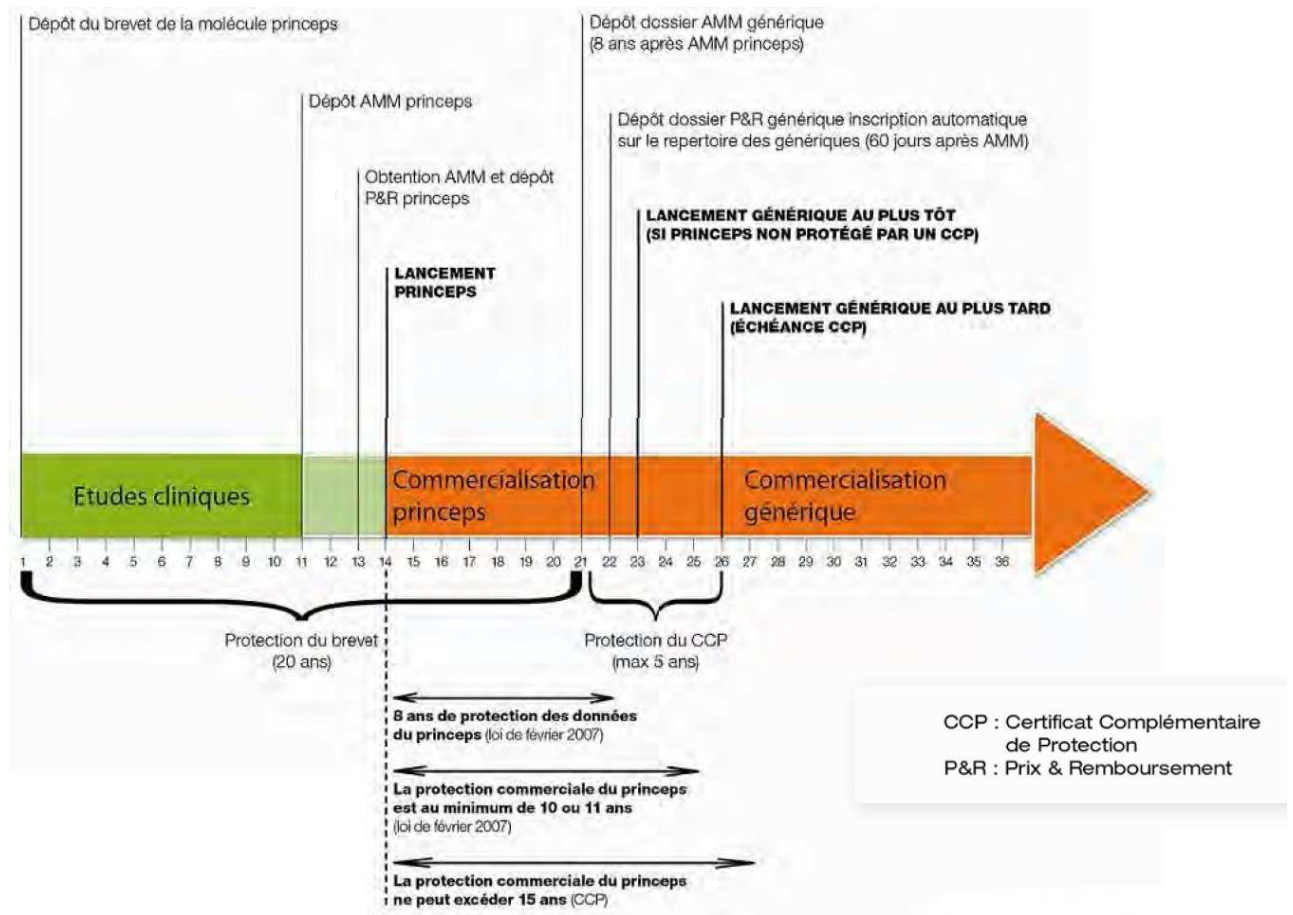 Dépôt du brevet de la molécule princeps
Dépôt dossier AMM générique
(8 ans après AMM princeps)
Dépôt AMM princeps
Dépôt dossier P&R générique inscription automatique
sur le repertoire des génériques (60 jours après AMM)
Obtention AMM et dépôt
P&R princeps
LANCEMENT GÉNÉRIQUE AU PLUS TÔT
(SI PRINCEPS NON PROTÉGÉ PAR UN CCP)
LANCEMENT
PRINCEPS
LANCEMENT GÉNÉRIQUE AU PLUS TARD
(ÉCHÉANCE CCP)
Etudes cliniques
Commercialisation
princeps
Commercialisation
générique
1 2 3 4 5 6 7 8 9 10 11 12 13 14 15 16 17 18 19 20 21 22 23 24 25 26 27 28 29 30 31 32 33 34 35 36
Protection du brevet
(20 ans)
Protection du CCP
(max 5 ans)
8 ans de protection des données
du princeps (loi de février 2007)
La protection commerciale du princeps
est au minimum de 10 ou 11 ans
(loi de février 2007)
La protection commerciale du princeps
ne peut excéder 15 ans (CCP)
CCP : Certificat Complémentaire
de Protection
P&R : Prix & Remboursement